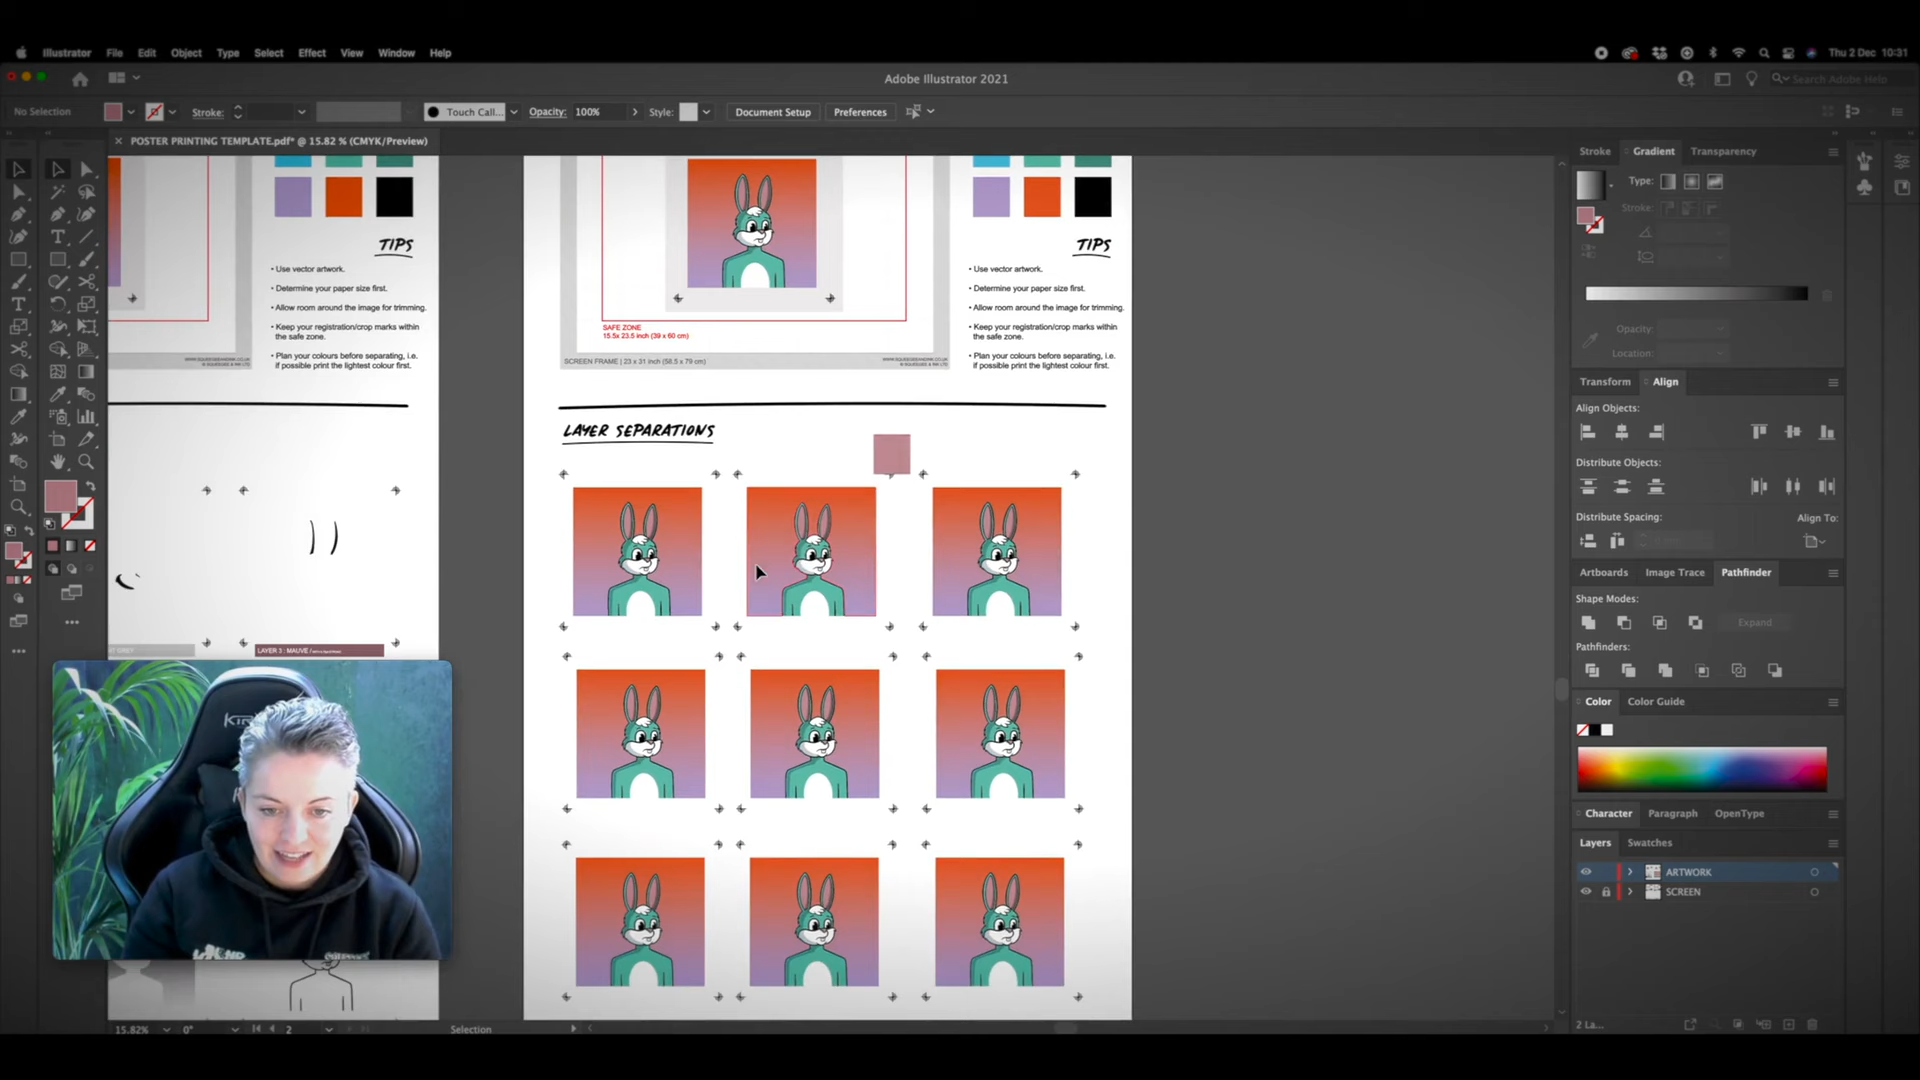 Illustrator File Edit Object Type Select Effect View Window Help
Thu 2 Dec 10:31
Adobe Illustrator 2021
Search Adobe Help
No Selection
Stroke:
Touch Call...
Opacity: 100%
Style:
Document Setup
Preferences
POSTER PRINTING TEMPLATE.pdf* @ 15.82 % (CMYK/Preview)
TIPS
• Use vector artwork.
• Determine your paper size first.
• Allow room around the image for trimming.
• Keep your registration/crop marks within
the safe zone.
• Plan your colours before separating, i.e.
if possible print the lightest colour first.
LAYER 3 : MAUVE /
SAFE ZONE
15.5x 23.5 inch (39 x 60 cm)
SCREEN FRAME | 23 x 31 inch (58.5 x 79 cm)
TIPS
• Use vector artwork.
• Determine your paper size first.
• Allow room around the image for trimming.
• Keep your registration/crop marks within
the safe zone.
• Plan your colours before separating, i.e.
if possible print the lightest colour first.
LAYER SEPARATIONS
Stroke Gradient Transparency
Type:
Stroke:
Opacity:
Location:
Transform Align
Align Objects:
Distribute Objects:
Distribute Spacing:
Align To:
Artboards Image Trace Pathfinder
Shape Modes:
Expand
Pathfinders:
Color Color Guide
Character Paragraph OpenType
Layers Swatches
ARTWORK
SCREEN
2 La...
15.82%
0°
2
Selection